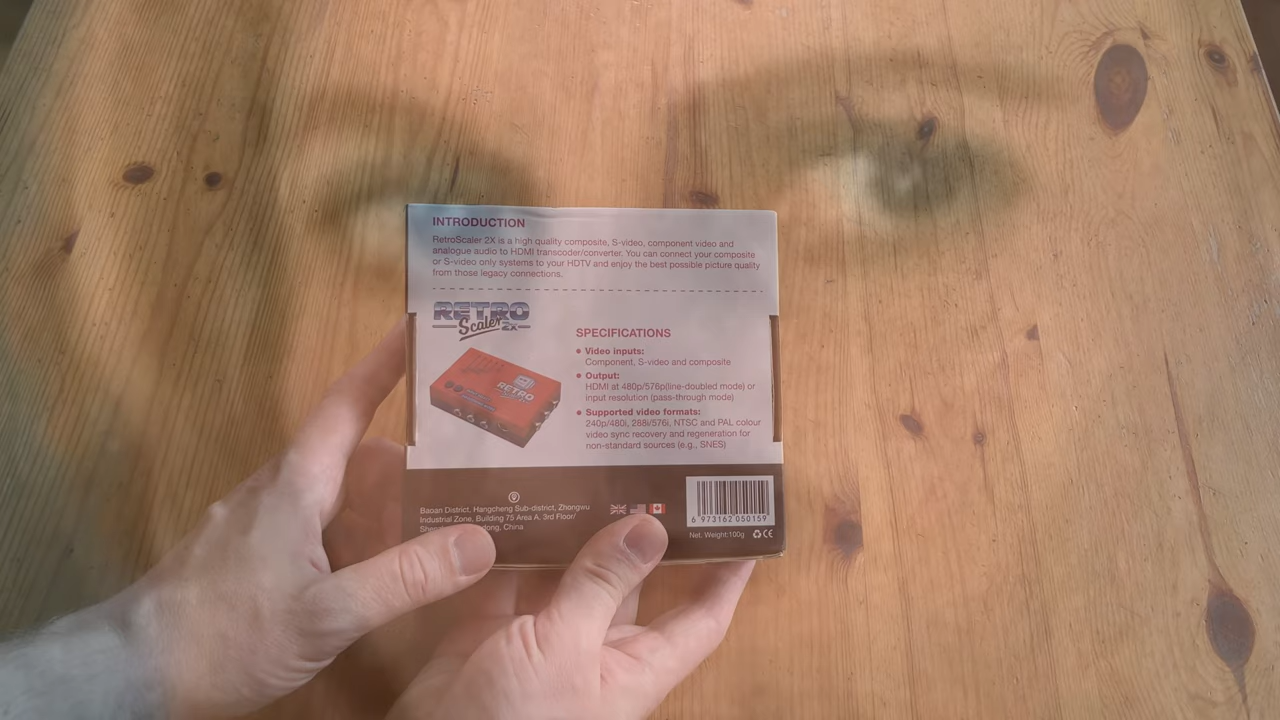 INTRODUCTION
RetroScaler 2X is a high quality composite, S-video, component video and
analogue audio to HDMI transcoder/converter. You can connect your composite
or S-video only systems to your HDTV and enjoy the best possible picture quality
from those legacy connections.
RETRO
Scaler 2x
RETRO
SPECIFICATIONS
• Video inputs:
Component, S-video and composite
• Output:
HDMI at 480p/576p(line-doubled mode) or
input resolution (pass-through mode)
• Supported video formats:
240p/480i, 288i/576i, NTSC and PAL colour
video sync recovery and regeneration for
non-standard sources (e.g., SNES)
Baoan District, Hangcheng Sub-district, Zhongwu
Industrial Zone, Building 75 Area A, 3rd Floor/
China
6 973162 050159
Net. Weight:100g CE